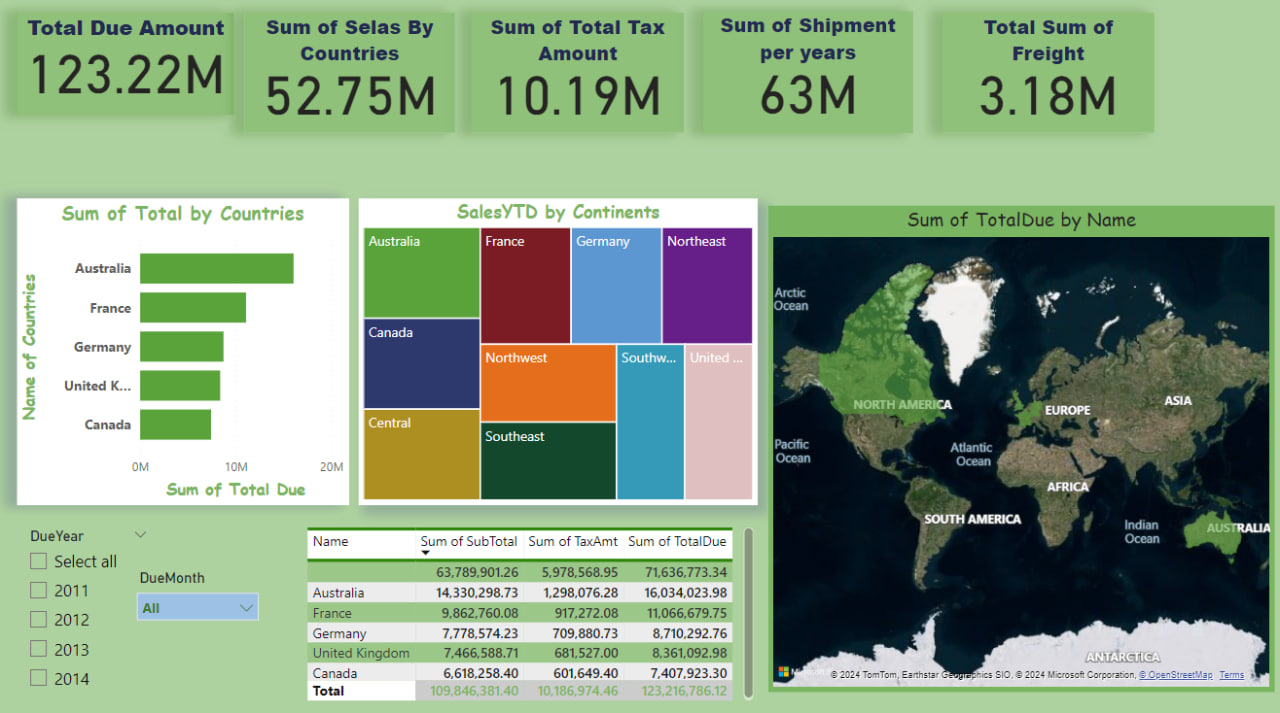 Total Due Amount
123.22M
Sum of Selas By
Countries
52.75M
Sum of Total Tax
Amount
10.19M
Sum of Shipment
per years
63M
Total Sum of
Freight
3.18M
Sum of Total by Countries
Name of Countries
Australia
France
Germany
United K...
Canada
0M 10M 20M
Sum of Total Due
SalesYTD by Continents
Australia
France
Germany
Northeast
Canada
Northwest
Southw...
United ...
Central
Southeast
Sum of TotalDue by Name
Arctic
Ocean
NORTH AMERICA
EUROPE
ASIA
Pacific
Ocean
Atlantic
Ocean
AFRICA
SOUTH AMERICA
Indian
Ocean
AUSTRALIA
ANTARCTICA
© 2024 TomTom, Earthstar Geographics SIO, © 2024 Microsoft Corporation, © OpenStreetMap Terms
DueYear
Select all
2011
2012
2013
2014
DueMonth
All
Name Sum of SubTotal Sum of TaxAmt Sum of TotalDue
63,789,901.26 5,978,568.95 71,636,773.34
Australia 14,330,298.73 1,298,076.28 16,034,023.98
France 9,862,760.08 917,272.08 11,066,679.75
Germany 7,778,574.23 709,880.73 8,710,292.76
United Kingdom 7,466,588.71 681,527.00 8,361,092.98
Canada 6,618,258.40 601,649.40 7,407,923.30
Total 109,846,381.40 10,186,974.46 123,216,786.12